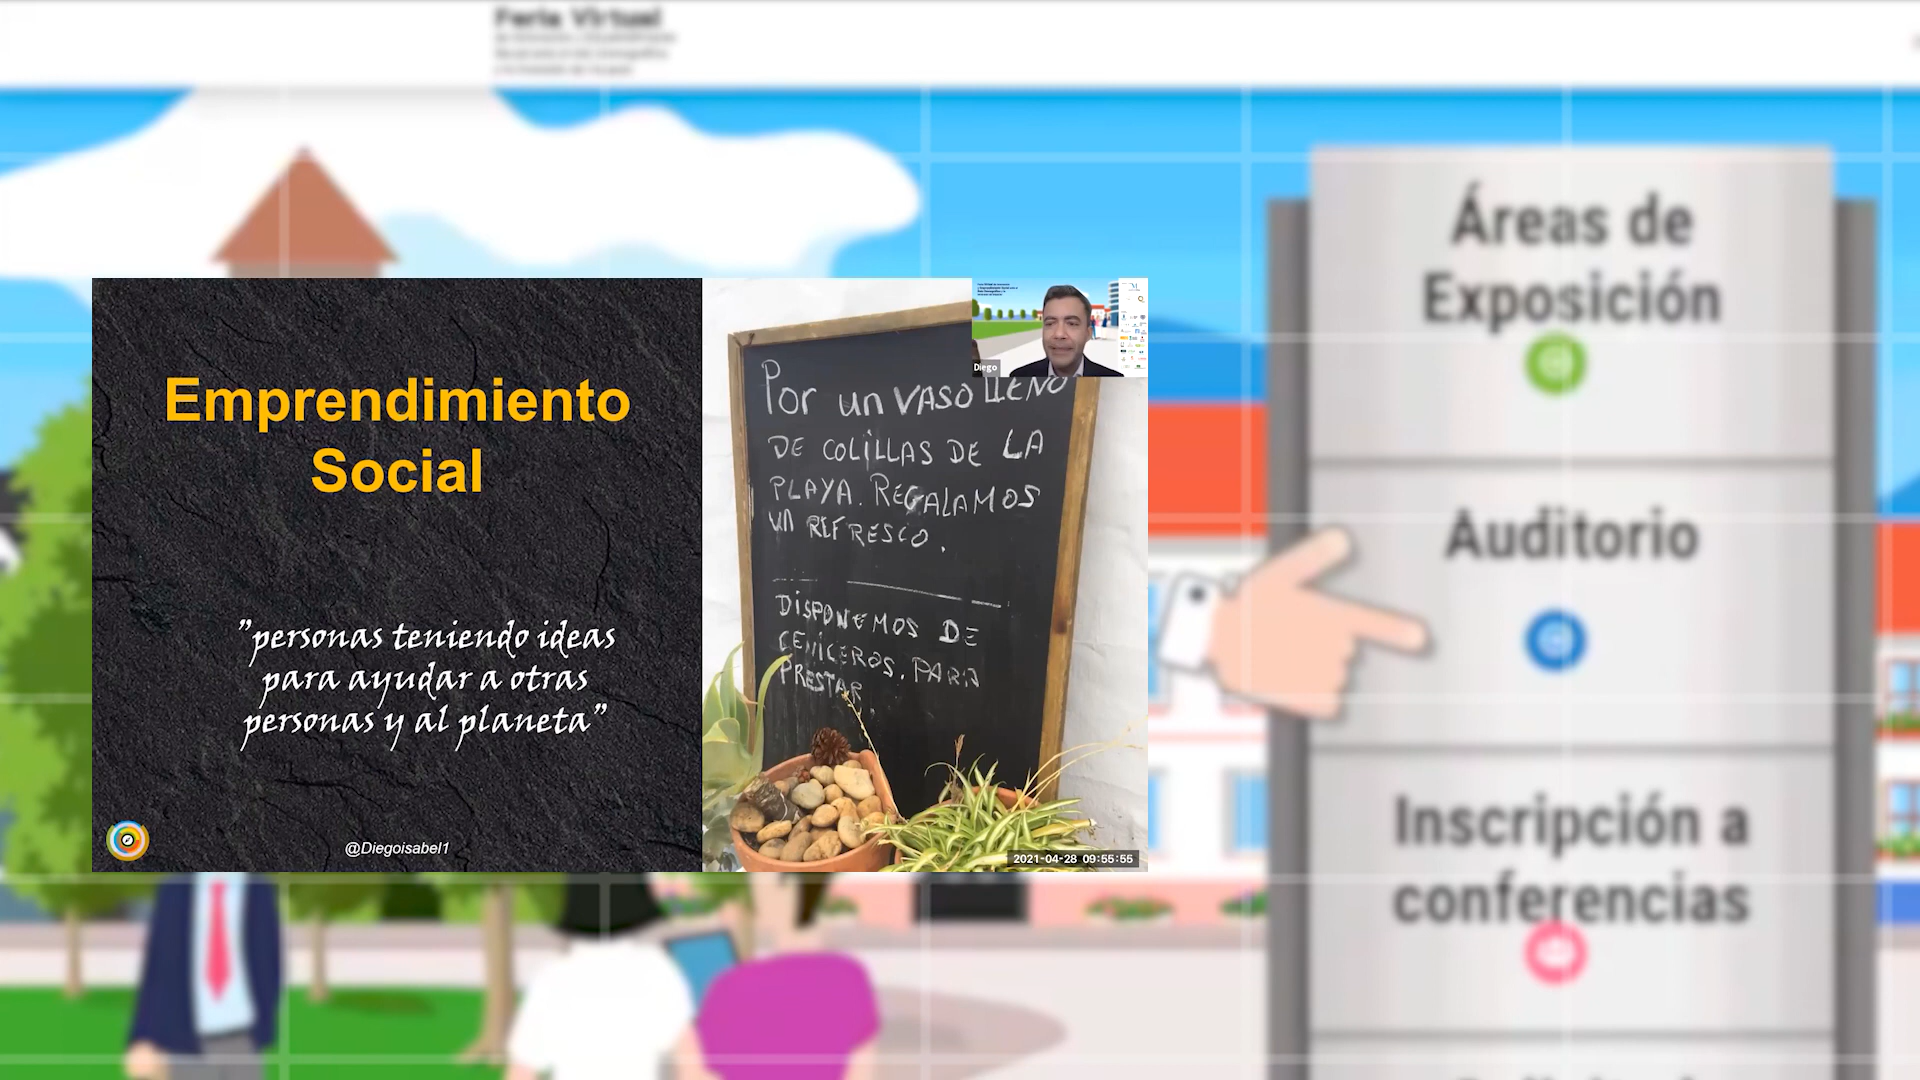 Feria Virtual
Áreas de
Exposición
Auditorio
Inscripción a
conferencias
Emprendimiento
Social
"personas teniendo ideas
para ayudar a otras
personas y al planeta"
@Diegoisabel1
Diego
Por un VASO LLENO
DE COLILLAS DE LA
PLAYA. REGALAMOS
UN REFRESCO.
DISPONEMOS DE
CENICEROS. PARA
PRESTAR
2021-04-28 09:55:55